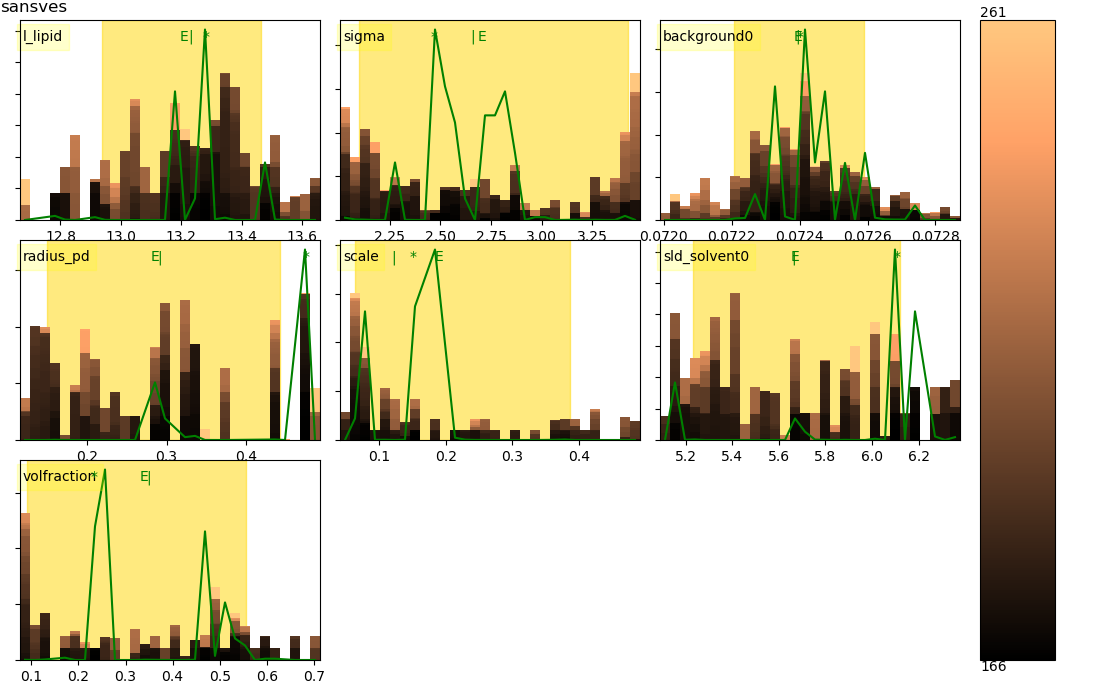 sansves
261
l_lipid E| *
sigma * | E
background0 E|*
12.8 13.0 13.2 13.4 13.6
2.25 2.50 2.75 3.00 3.25
0.0720 0.0722 0.0724 0.0726 0.0728
radius_pd E| *
scale | * E
sld_solvent0 E| *
0.2 0.3 0.4
0.1 0.2 0.3 0.4
5.2 5.4 5.6 5.8 6.0 6.2
volfraction * E|
166
0.1 0.2 0.3 0.4 0.5 0.6 0.7